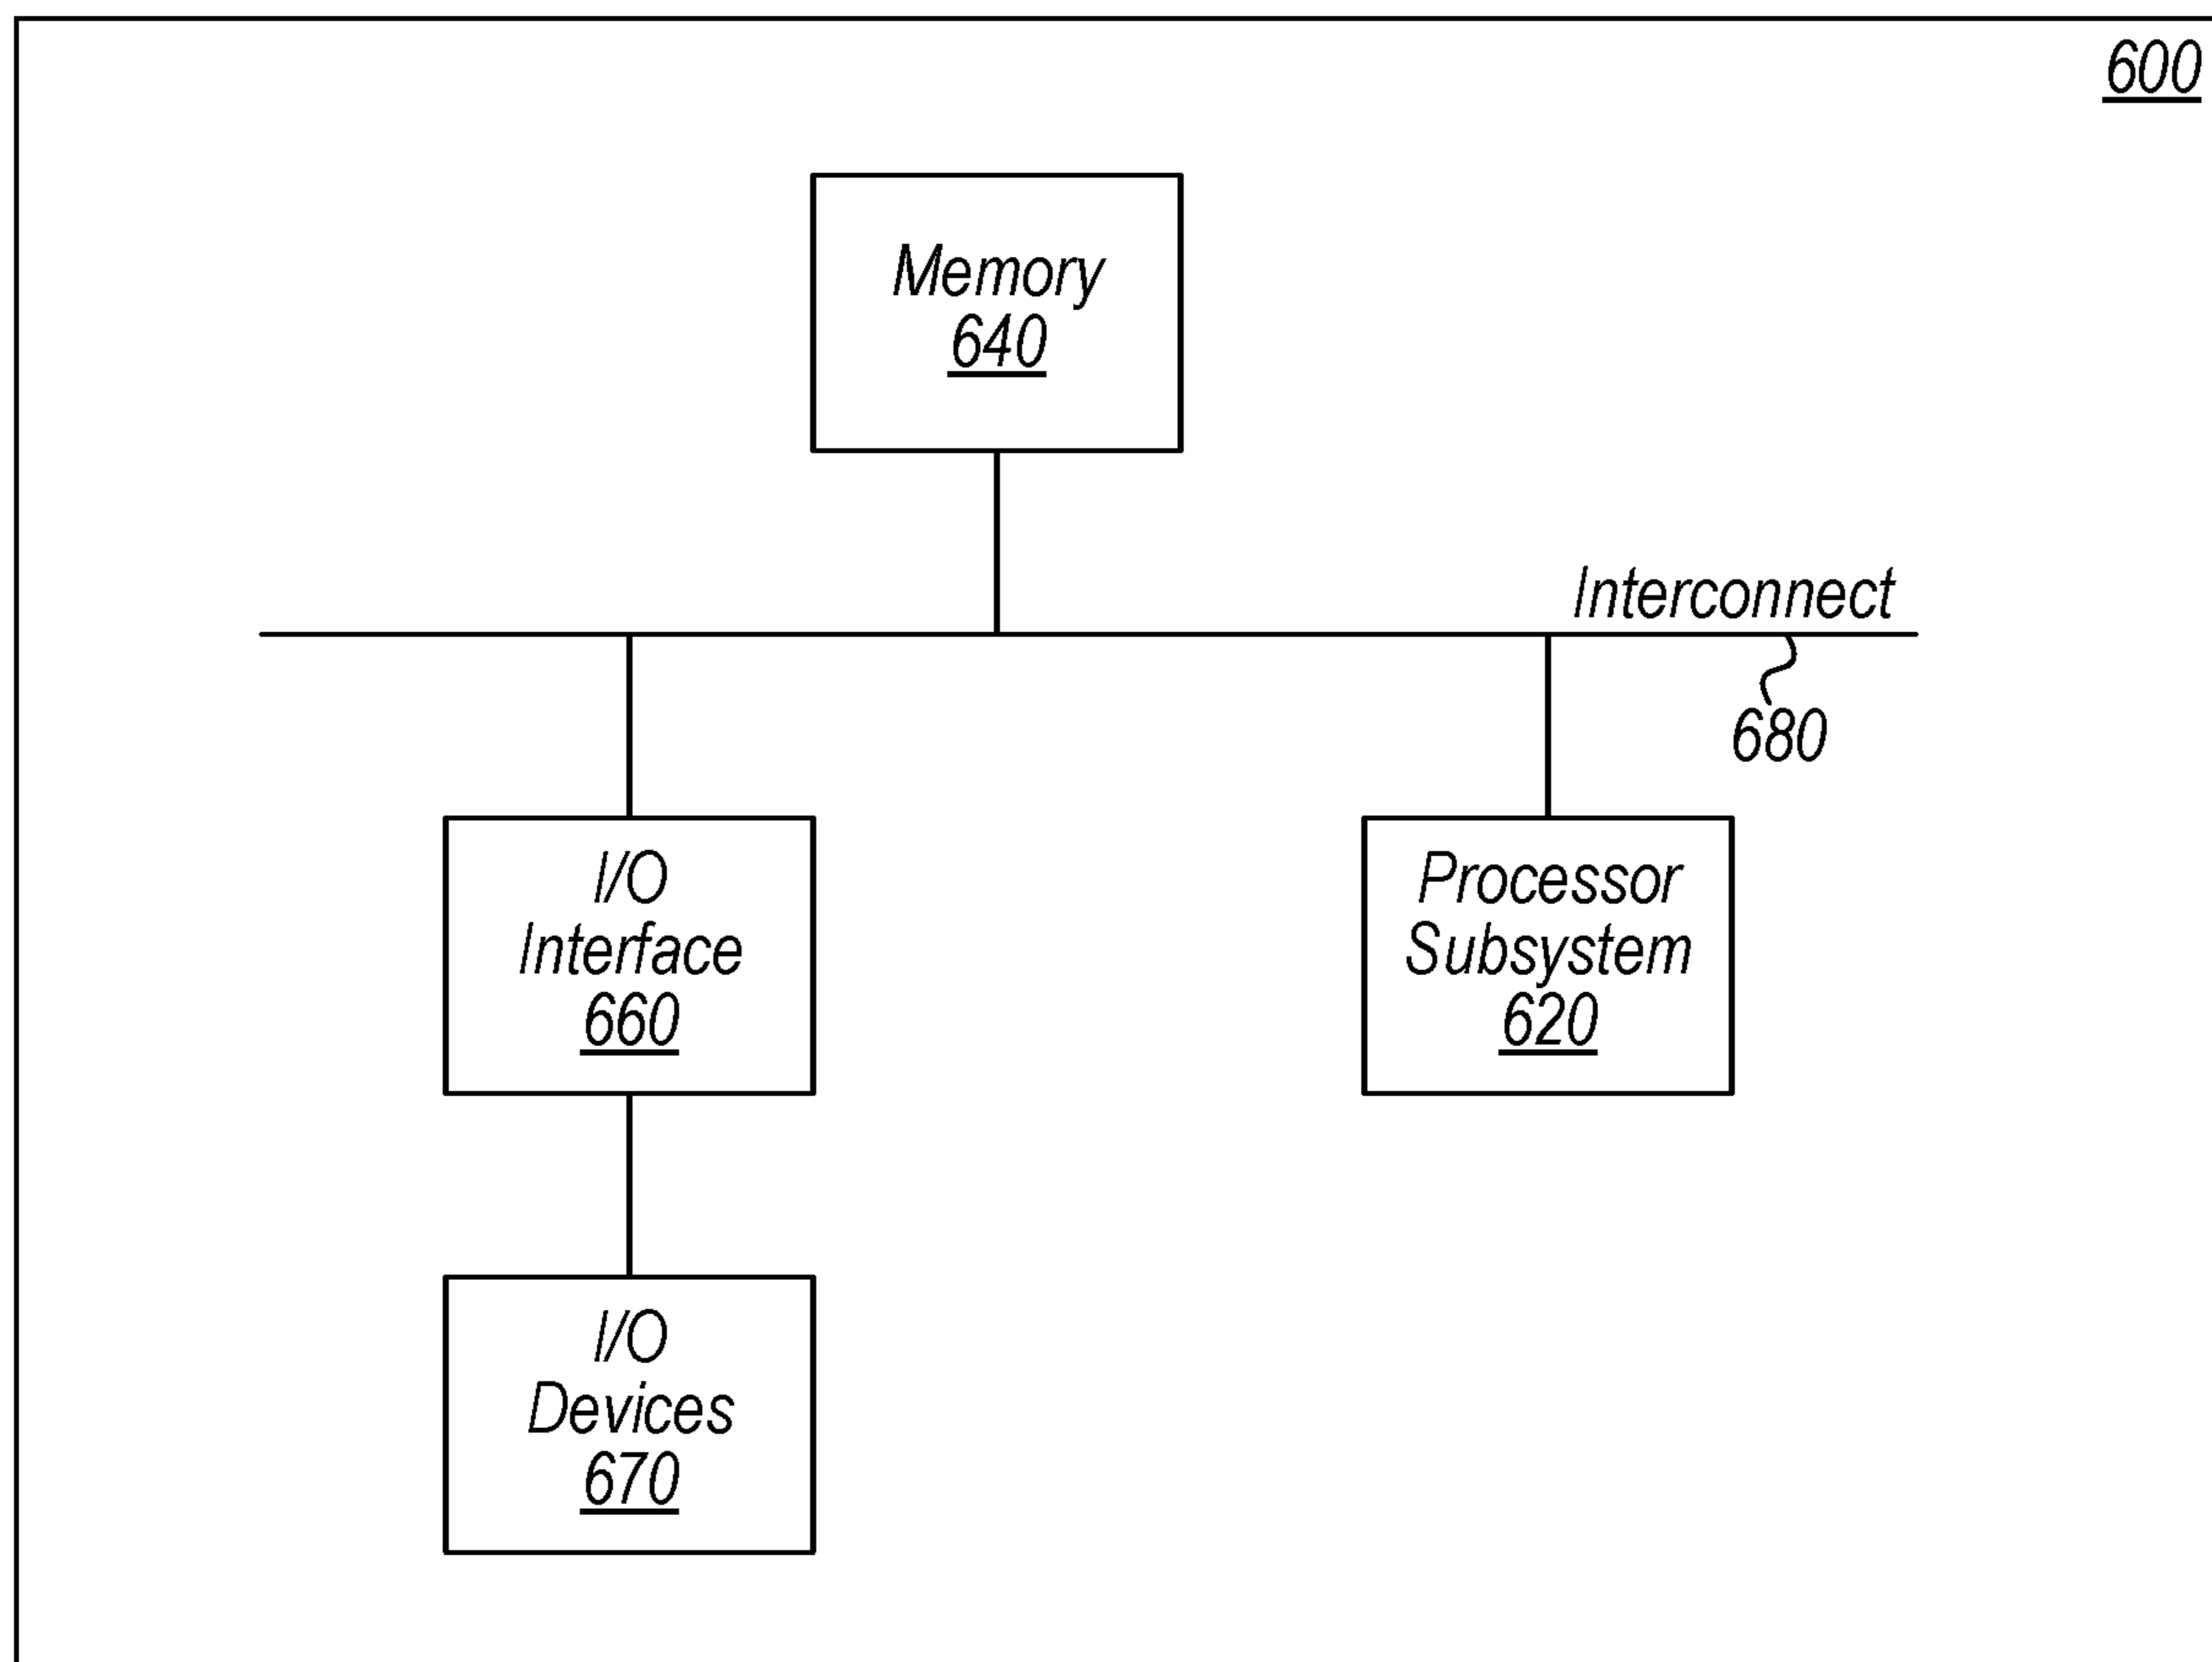 600
Memory
640
Interconnect
680
I/O
Interface
660
Processor
Subsystem
620
I/O
Devices
670